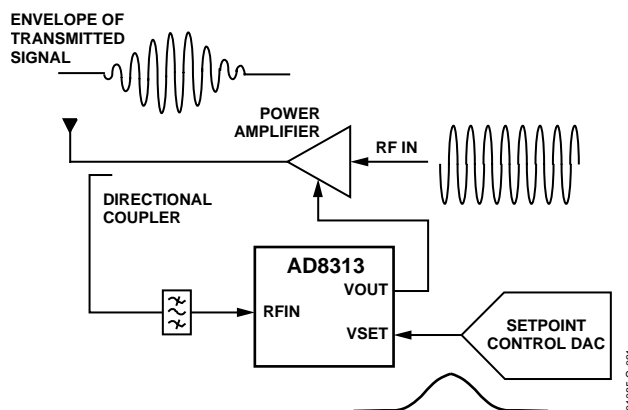 ENVELOPE OF
TRANSMITTED
SIGNAL
POWER
AMPLIFIER
RF IN
DIRECTIONAL
COUPLER
AD8313
VOUT
RFIN
VSET
SETPOINT
CONTROL DAC